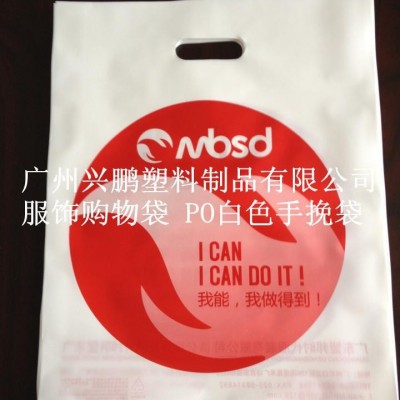 mbsd
广州兴鹏塑料制品有限公司
服饰购物袋 PO白色手挽袋
I CAN
I CAN DO IT!
我能，我做得到！